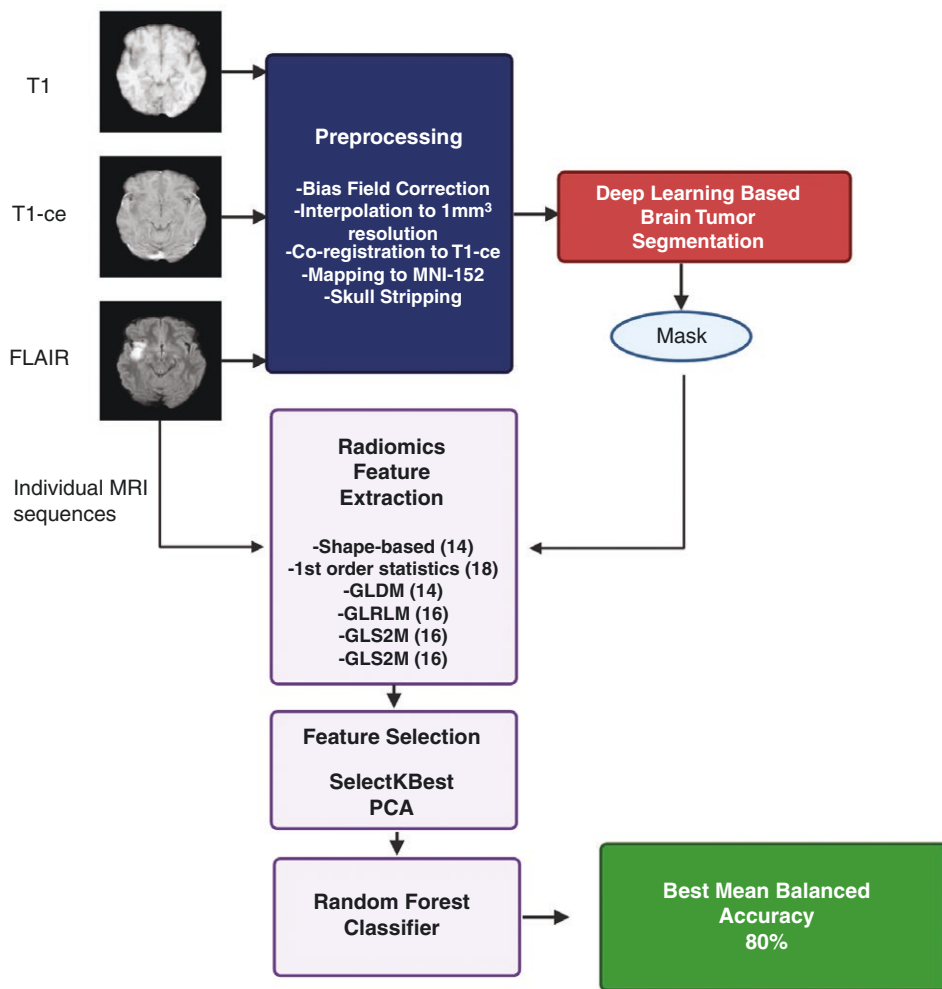 T1
T1-ce
FLAIR
Individual MRI
sequences
Preprocessing
-Bias Field Correction
-Interpolation to 1mm³
resolution
-Co-registration to T1-ce
-Mapping to MNI-152
-Skull Stripping
Deep Learning Based
Brain Tumor
Segmentation
Mask
Radiomics
Feature
Extraction
-Shape-based (14)
-1st order statistics (18)
-GLDM (14)
-GLRLM (16)
-GLS2M (16)
-GLS2M (16)
Feature Selection
SelectKBest
PCA
Random Forest
Classifier
Best Mean Balanced
Accuracy
80%